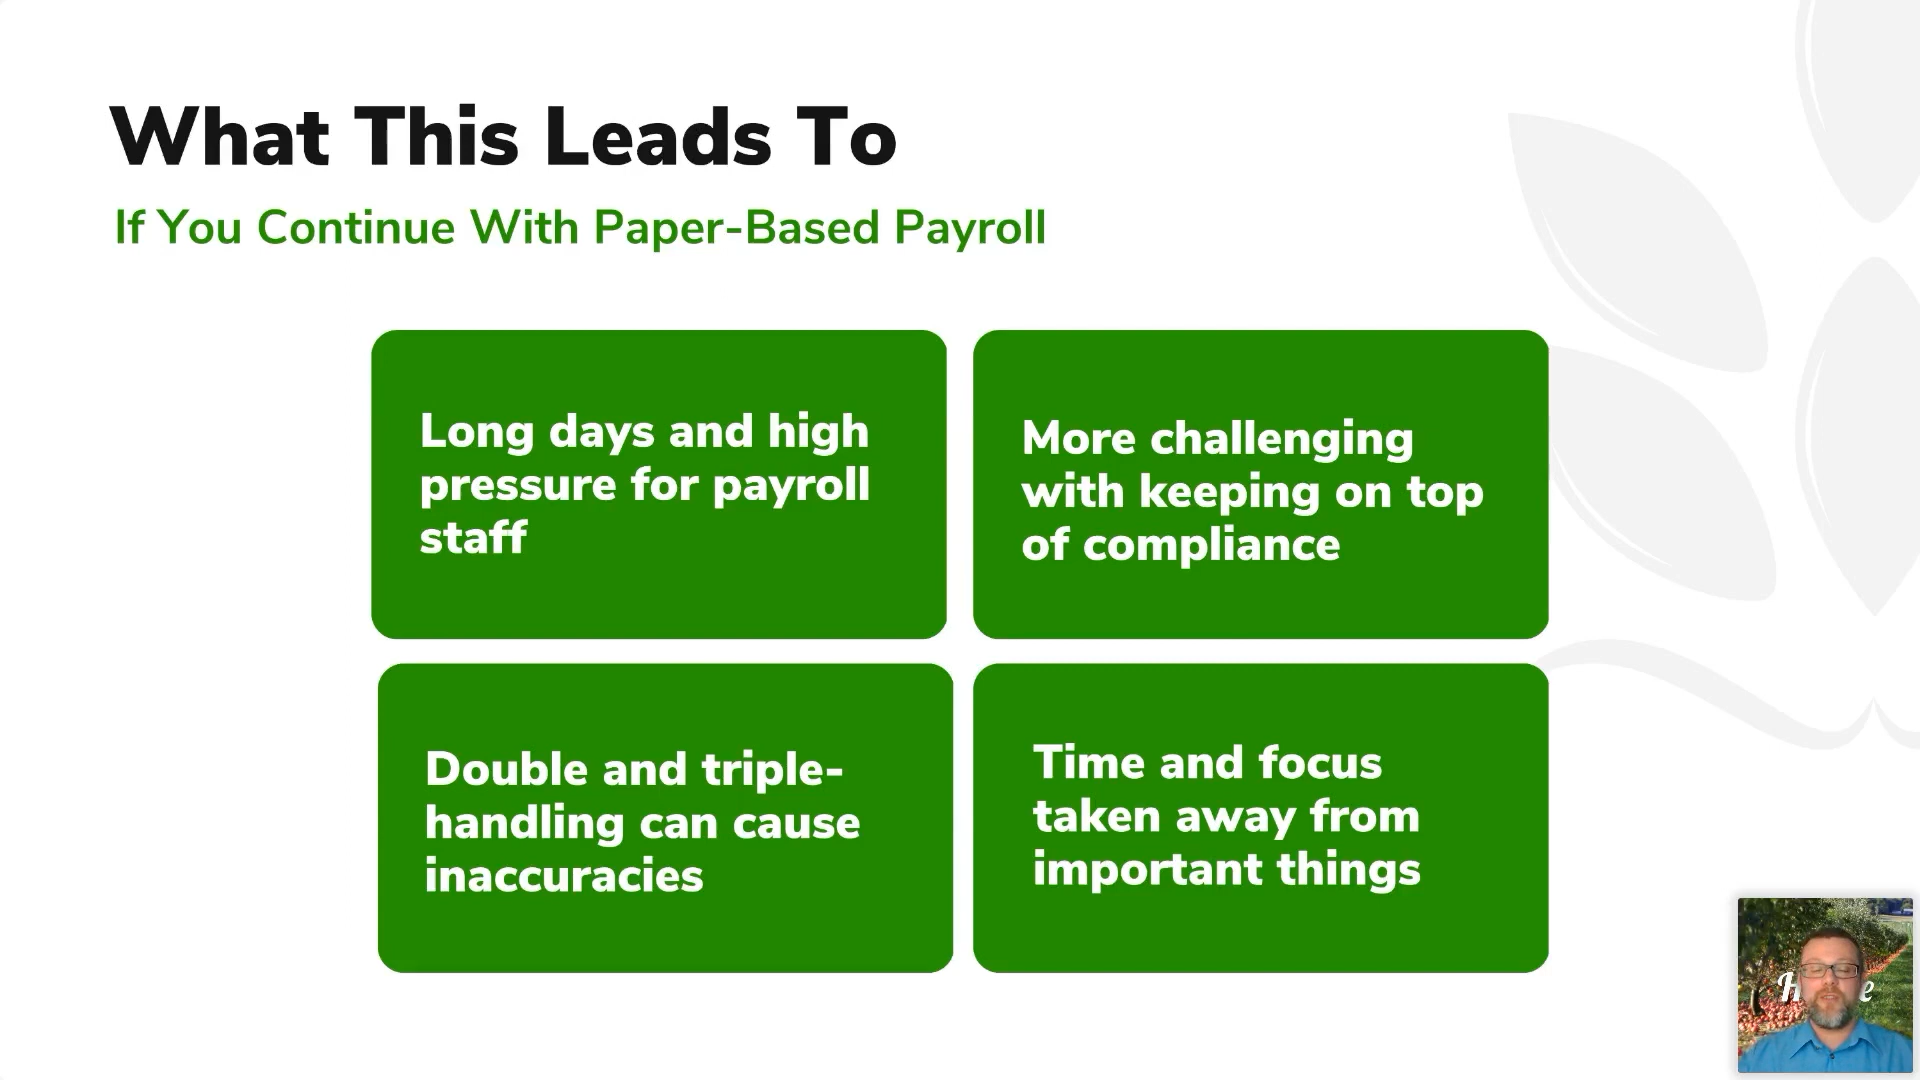 What This Leads To
If You Continue With Paper-Based Payroll
Long days and high
pressure for payroll
staff
More challenging
with keeping on top
of compliance
Double and triple-
handling can cause
inaccuracies
Time and focus
taken away from
important things